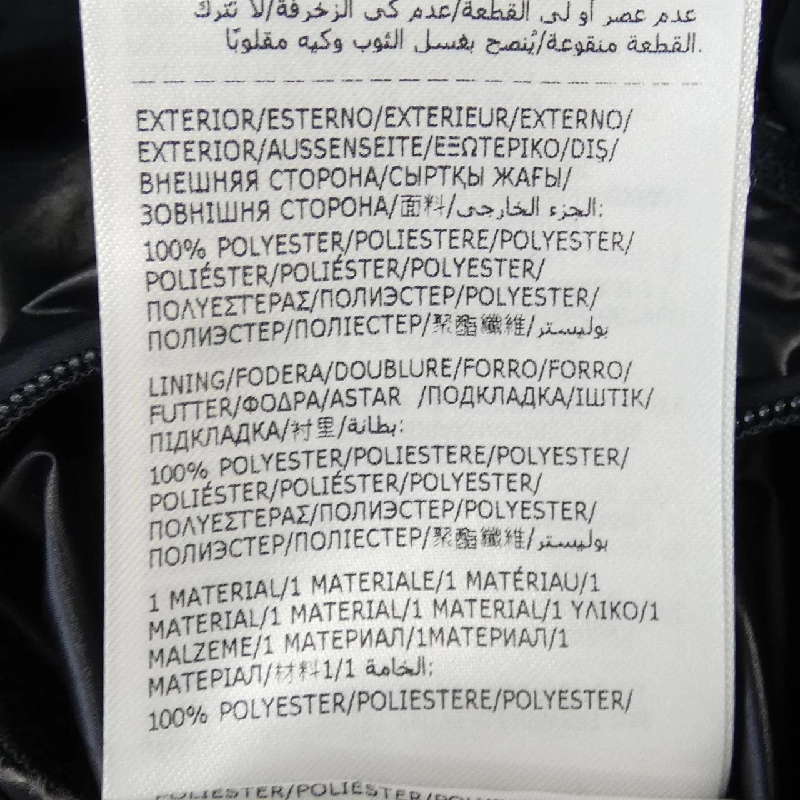 عدم عصر أو لي القطعة/عدم كي الزخرفة/لا تترك
القطعة منقوعة/يُنصح بغسل الثوب وكيه مقلوبًا.
EXTERIOR/ESTERNO/EXTERIEUR/EXTERNO/
EXTERIOR/AUSSENSEITE/ΕΞΩΤΕΡΙΚΟ/DIŞ/
ВНЕШНЯЯ СТОРОНА/СЫРТҚЫ ЖАҒЫ/
ЗОВНІШНЯ СТОРОНА/面料/الجزء الخارجي:
100% POLYESTER/POLIESTERE/POLYESTER/
POLIÉSTER/POLIÉSTER/POLYESTER/
ΠΟΛΥΕΣΤΕΡΑΣ/ПОЛИЭСТЕР/POLYESTER/
ПОЛИЭСТЕР/ПОЛІЕСТЕР/聚酯纖維/بوليستر
LINING/FODERA/DOUBLURE/FORRO/FORRO/
FUTTER/ΦΟΔΡΑ/ASTAR /ПОДКЛАДКА/ІШТІК/
ПІДКЛАДКА/衬里/بطانة:
100% POLYESTER/POLIESTERE/POLYESTER/
POLIÉSTER/POLIÉSTER/POLYESTER/
ΠΟΛΥΕΣΤΕΡΑΣ/ПОЛИЭСТЕР/POLYESTER/
ПОЛИЭСТЕР/ПОЛІЕСТЕР/聚酯纖維/بوليستر
1 MATERIAL/1 MATERIALE/1 MATÉRIAU/1
MATERIAL/1 MATERIAL/1 MATERIAL/1 ΥΛΙΚΟ/1
MALZEME/1 МАТЕРИАЛ/1МАТЕРИАЛ/1
МАТЕРІАЛ/材料1/1 الخامة:
100% POLYESTER/POLIESTERE/POLYESTER/
POLIÉSTER/POLIÉSTER/POLYESTER/